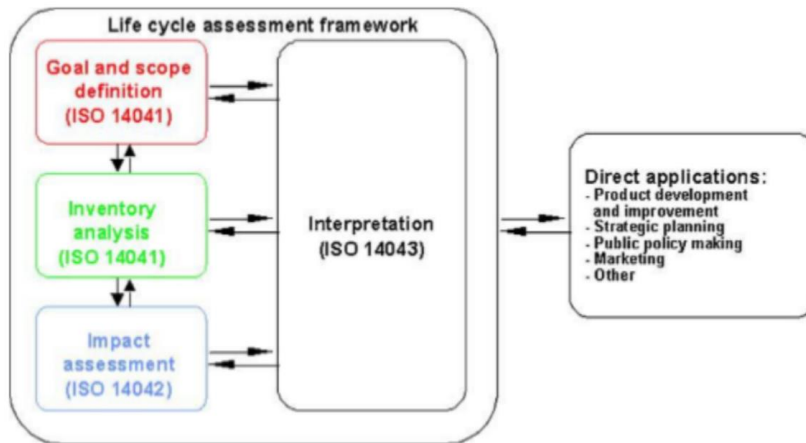 Life cycle assessment framework
Goal and scope
definition
(ISO 14041)
Inventory
analysis
(ISO 14041)
Impact
assessment
(ISO 14042)
Interpretation
(ISO 14043)
Direct applications:
- Product development
and improvement
- Strategic planning
- Public policy making
- Marketing
- Other